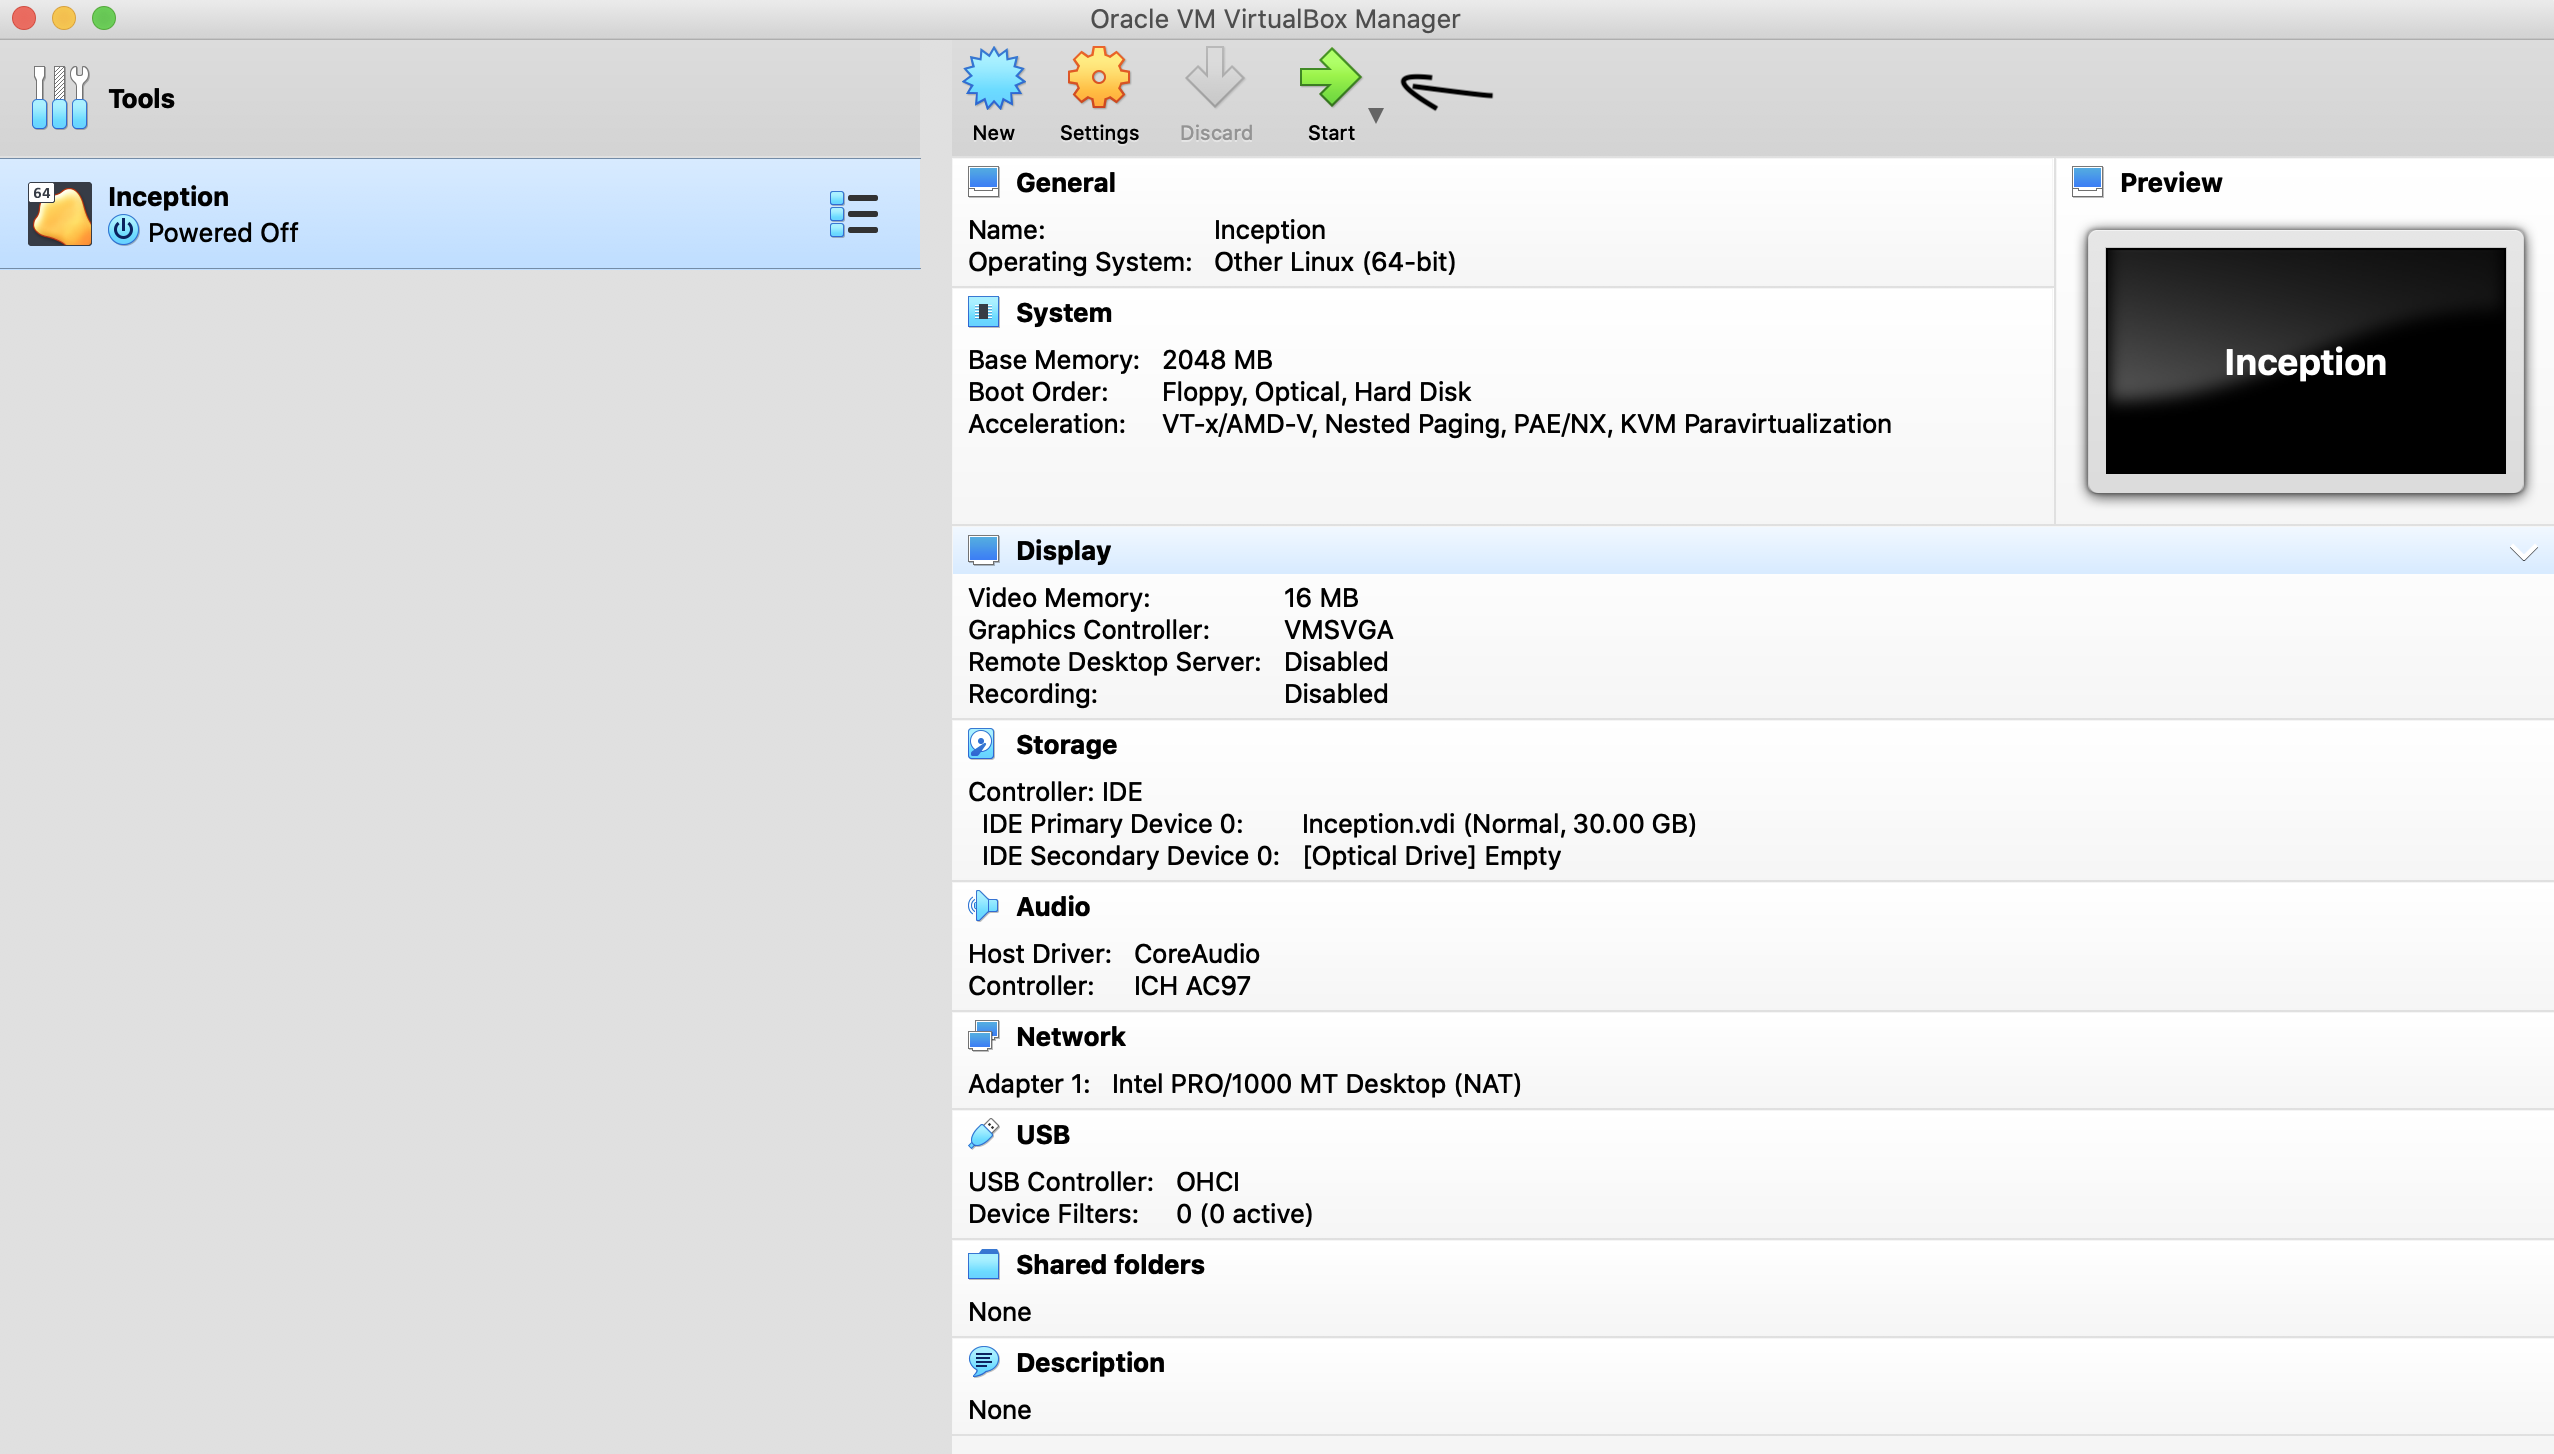 Oracle VM VirtualBox Manager
Tools
New
Settings
Discard
Start
64
Inception
Powered Off
General
Name: Inception
Operating System: Other Linux (64-bit)
Preview
Inception
System
Base Memory: 2048 MB
Boot Order: Floppy, Optical, Hard Disk
Acceleration: VT-x/AMD-V, Nested Paging, PAE/NX, KVM Paravirtualization
Display
Video Memory: 16 MB
Graphics Controller: VMSVGA
Remote Desktop Server: Disabled
Recording: Disabled
Storage
Controller: IDE
IDE Primary Device 0: Inception.vdi (Normal, 30.00 GB)
IDE Secondary Device 0: [Optical Drive] Empty
Audio
Host Driver: CoreAudio
Controller: ICH AC97
Network
Adapter 1: Intel PRO/1000 MT Desktop (NAT)
USB
USB Controller: OHCI
Device Filters: 0 (0 active)
Shared folders
None
Description
None